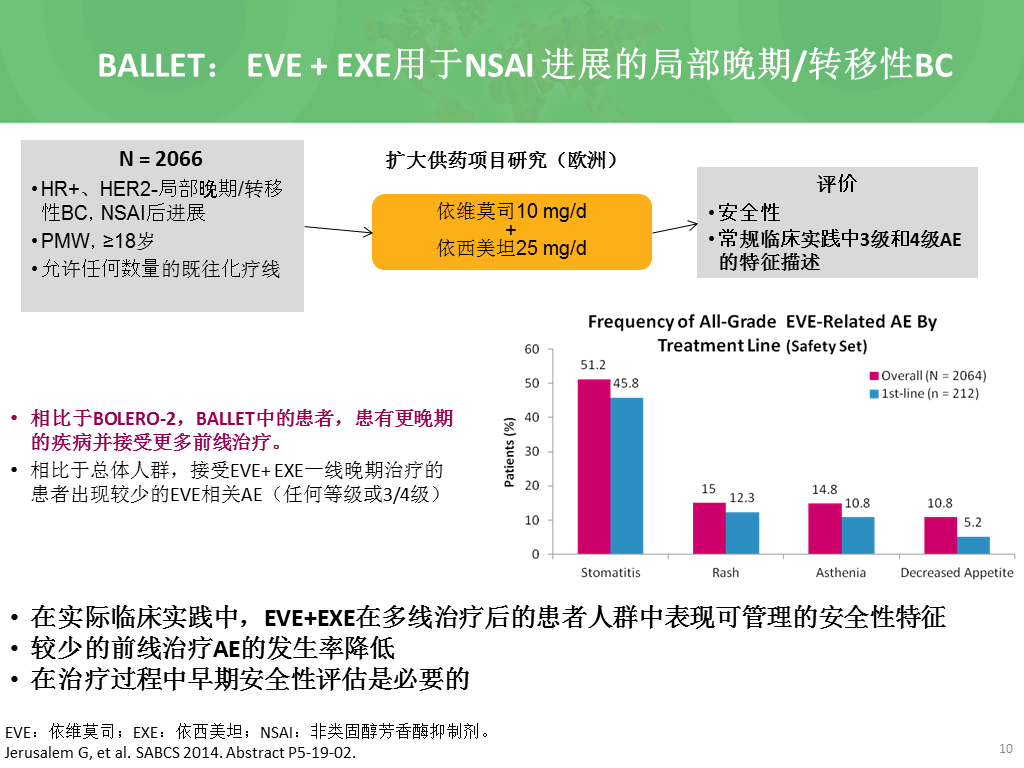 BALLET： EVE + EXE用于NSAI 进展的局部晚期/转移性BC
N = 2066
•HR+、HER2-局部晚期/转移
性BC, NSAI后进展
•PMW, ≥18岁
•允许任何数量的既往化疗线
扩大供药项目研究（欧洲）
依维莫司10 mg/d
+
依西美坦25 mg/d
评价
•安全性
•常规临床实践中3级和4级AE
的特征描述
Frequency of All-Grade EVE-Related AE By
Treatment Line (Safety Set)
Overall (N = 2064)
1st-line (n = 212)
Patients (%)
60
50
40
30
20
10
0
51.2
45.8
15
12.3
14.8
10.8
10.8
5.2
Stomatitis
Rash
Asthenia
Decreased Appetite
• 相比于BOLERO-2，BALLET中的患者，患有更晚期
的疾病并接受更多前线治疗。
• 相比于总体人群，接受EVE+ EXE一线晚期治疗的
患者出现较少的EVE相关AE（任何等级或3/4级）
• 在实际临床实践中，EVE+EXE在多线治疗后的患者人群中表现可管理的安全性特征
• 较少的前线治疗AE的发生率降低
• 在治疗过程中早期安全性评估是必要的
EVE：依维莫司；EXE：依西美坦；NSAI：非类固醇芳香酶抑制剂。
Jerusalem G, et al. SABCS 2014. Abstract P5-19-02.
10